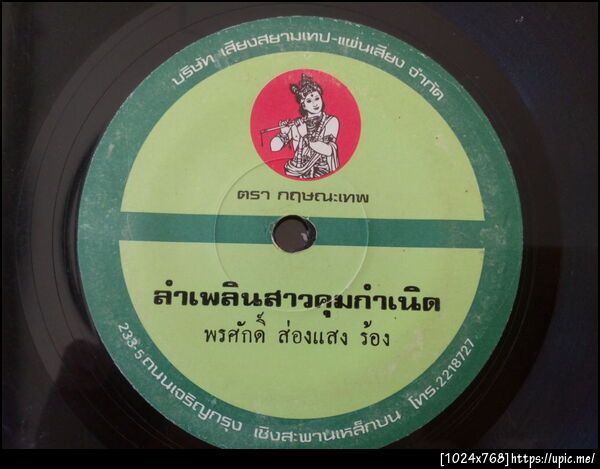 บริษัท เสียงสยามเทป-แผ่นเสียง จำกัด
ตรา กฤษณะเทพ
ลำเพลินสาวคุมกำเนิด
พรศักดิ์ ส่องแสง ร้อง
233-5 ถนนเจริญกรุง เชิงสะพานเหล็กบน โทร. 2218727
[1024x768]https://upic.me/